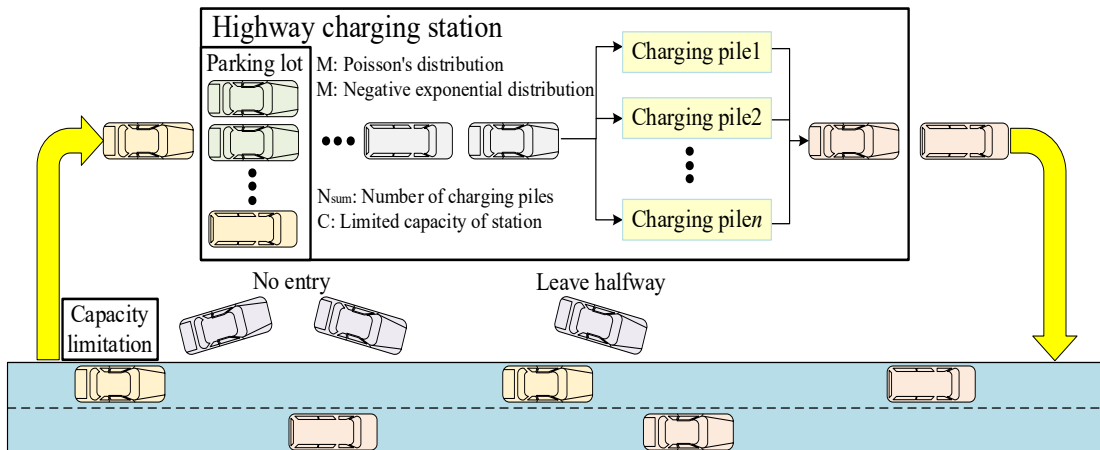 Highway charging station
Parking lot
M: Poisson's distribution
M: Negative exponential distribution
Nsum: Number of charging piles
C: Limited capacity of station
Charging pile1
Charging pile2
Charging pilen
No entry
Leave halfway
Capacity
limitation